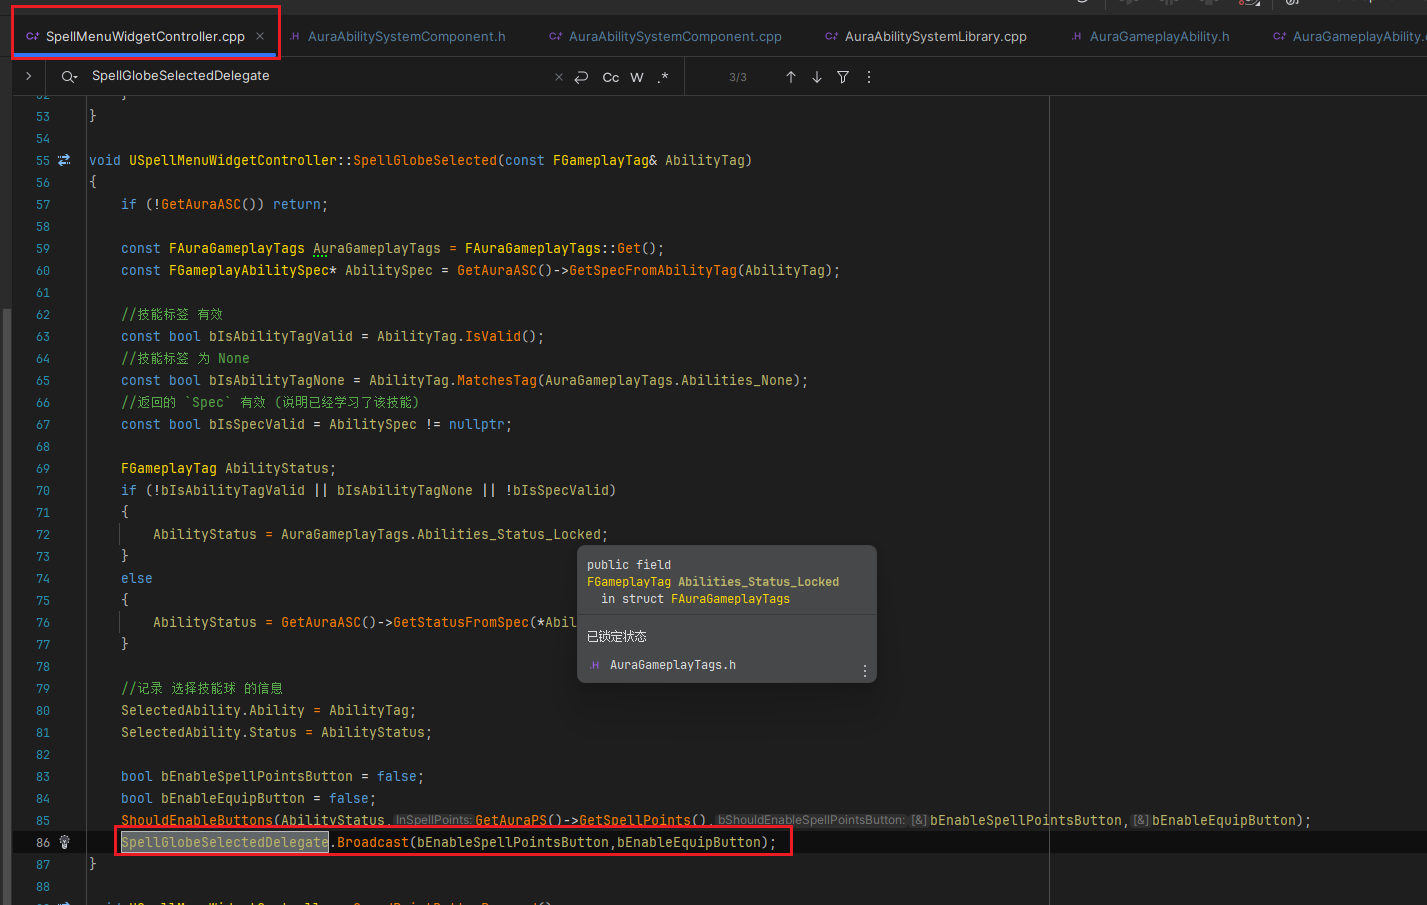 SpellMenuWidgetController.cpp
AuraAbilitySystemComponent.h
AuraAbilitySystemComponent.cpp
AuraAbilitySystemLibrary.cpp
AuraGameplayAbility.h
AuraGameplayAbility.
SpellGlobeSelectedDelegate
Cc W .*
3/3
52 }
53 }
54
55 void USpellMenuWidgetController::SpellGlobeSelected(const FGameplayTag& AbilityTag)
56 {
57 if (!GetAuraASC()) return;
58
59 const FAuraGameplayTags AuraGameplayTags = FAuraGameplayTags::Get();
60 const FGameplayAbilitySpec* AbilitySpec = GetAuraASC()->GetSpecFromAbilityTag(AbilityTag);
61
62 //技能标签 有效
63 const bool bIsAbilityTagValid = AbilityTag.IsValid();
64 //技能标签 为 None
65 const bool bIsAbilityTagNone = AbilityTag.MatchesTag(AuraGameplayTags.Abilities_None);
66 //返回的 `Spec` 有效 (说明已经学习了该技能)
67 const bool bIsSpecValid = AbilitySpec != nullptr;
68
69 FGameplayTag AbilityStatus;
70 if (!bIsAbilityTagValid || bIsAbilityTagNone || !bIsSpecValid)
71 {
72 AbilityStatus = AuraGameplayTags.Abilities_Status_Locked;
73 }
74 else
75 {
76 AbilityStatus = GetAuraASC()->GetStatusFromSpec(*Abil
77 }
78
79 //记录 选择技能球 的信息
80 SelectedAbility.Ability = AbilityTag;
81 SelectedAbility.Status = AbilityStatus;
82
83 bool bEnableSpellPointsButton = false;
84 bool bEnableEquipButton = false;
85 ShouldEnableButtons(AbilityStatus, InSpellPoints: GetAuraPS()->GetSpellPoints(), bShouldEnableSpellPointsButton: [&] bEnableSpellPointsButton, [&] bEnableEquipButton);
86 SpellGlobeSelectedDelegate.Broadcast(bEnableSpellPointsButton,bEnableEquipButton);
87 }
88
public field
FGameplayTag Abilities_Status_Locked
in struct FAuraGameplayTags
已锁定状态
AuraGameplayTags.h